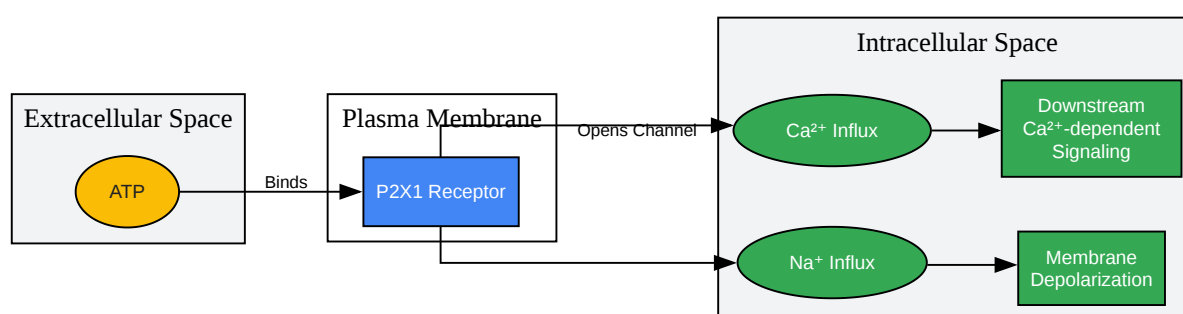 Intracellular Space
Extracellular Space
Plasma Membrane
Downstream
Ca²⁺-dependent
Signaling
Opens Channel
Ca²⁺ Influx
Binds
ATP
P2X1 Receptor
Na⁺ Influx
Membrane
Depolarization